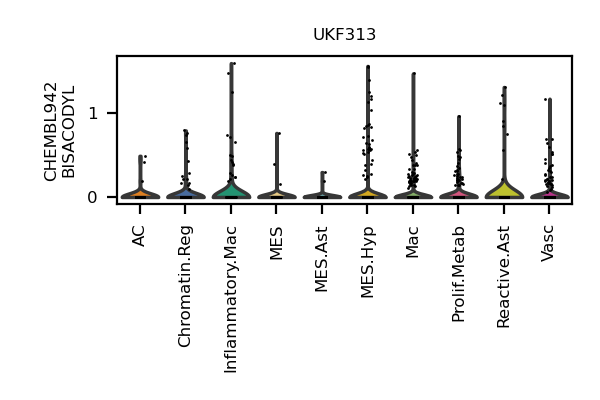 UKF313
CHEMBL942
BISACODYL
1
0
AC
Chromatin.Reg
Inflammatory.Mac
MES
MES.Ast
MES.Hyp
Mac
Prolif.Metab
Reactive.Ast
Vasc